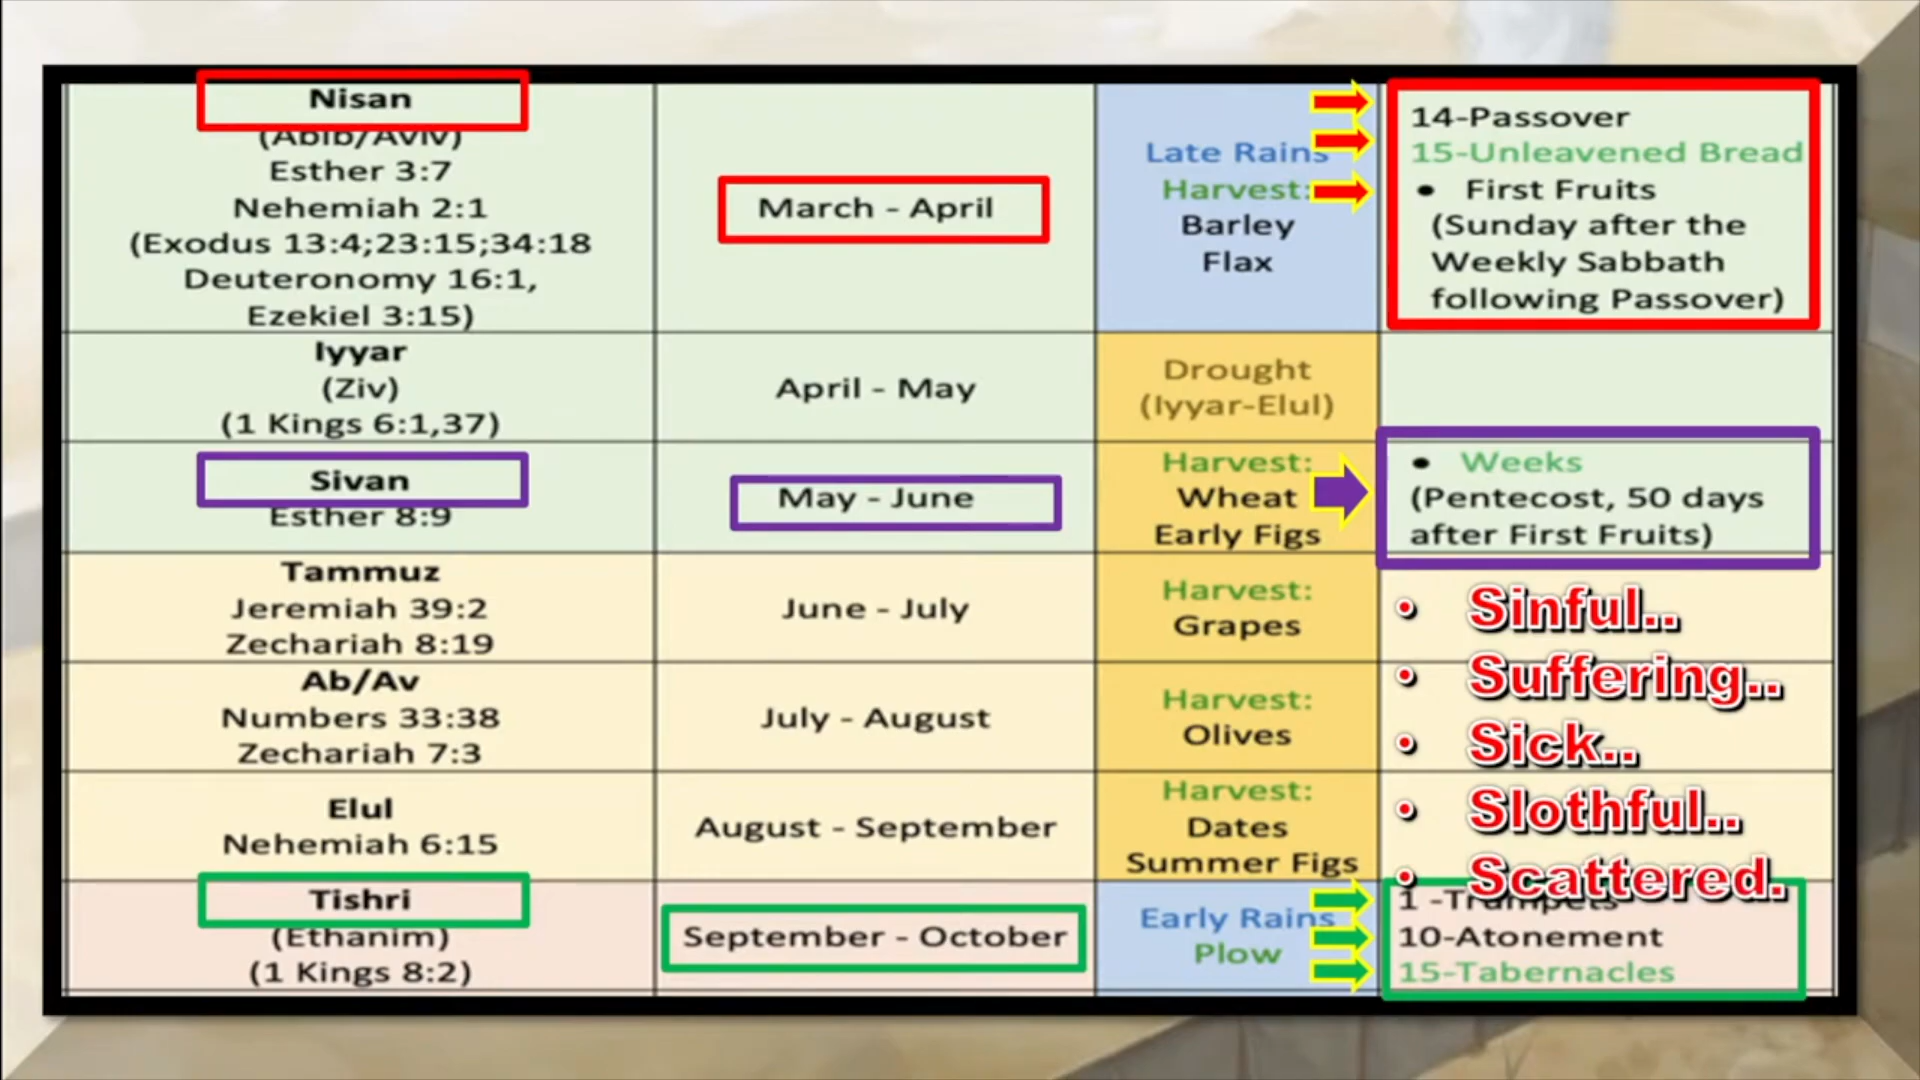 Nisan
(Abib/Aviv)
Esther 3:7
Nehemiah 2:1
(Exodus 13:4;23:15;34:18
Deuteronomy 16:1,
Ezekiel 3:15)
March - April
Late Rains
Harvest:
Barley
Flax
14-Passover
15-Unleavened Bread
• First Fruits
(Sunday after the
Weekly Sabbath
following Passover)
Iyyar
(Ziv)
(1 Kings 6:1,37)
April - May
Drought
(Iyyar-Elul)
Sivan
Esther 8:9
May - June
Harvest:
Wheat
Early Figs
• Weeks
(Pentecost, 50 days
after First Fruits)
Tammuz
Jeremiah 39:2
Zechariah 8:19
June - July
Harvest:
Grapes
• Sinful..
• Suffering..
• Sick..
• Slothful..
• Scattered.
Ab/Av
Numbers 33:38
Zechariah 7:3
July - August
Harvest:
Olives
Elul
Nehemiah 6:15
August - September
Harvest:
Dates
Summer Figs
Tishri
(Ethanim)
(1 Kings 8:2)
September - October
Early Rains
Plow
1 -Trumpets
10-Atonement
15-Tabernacles